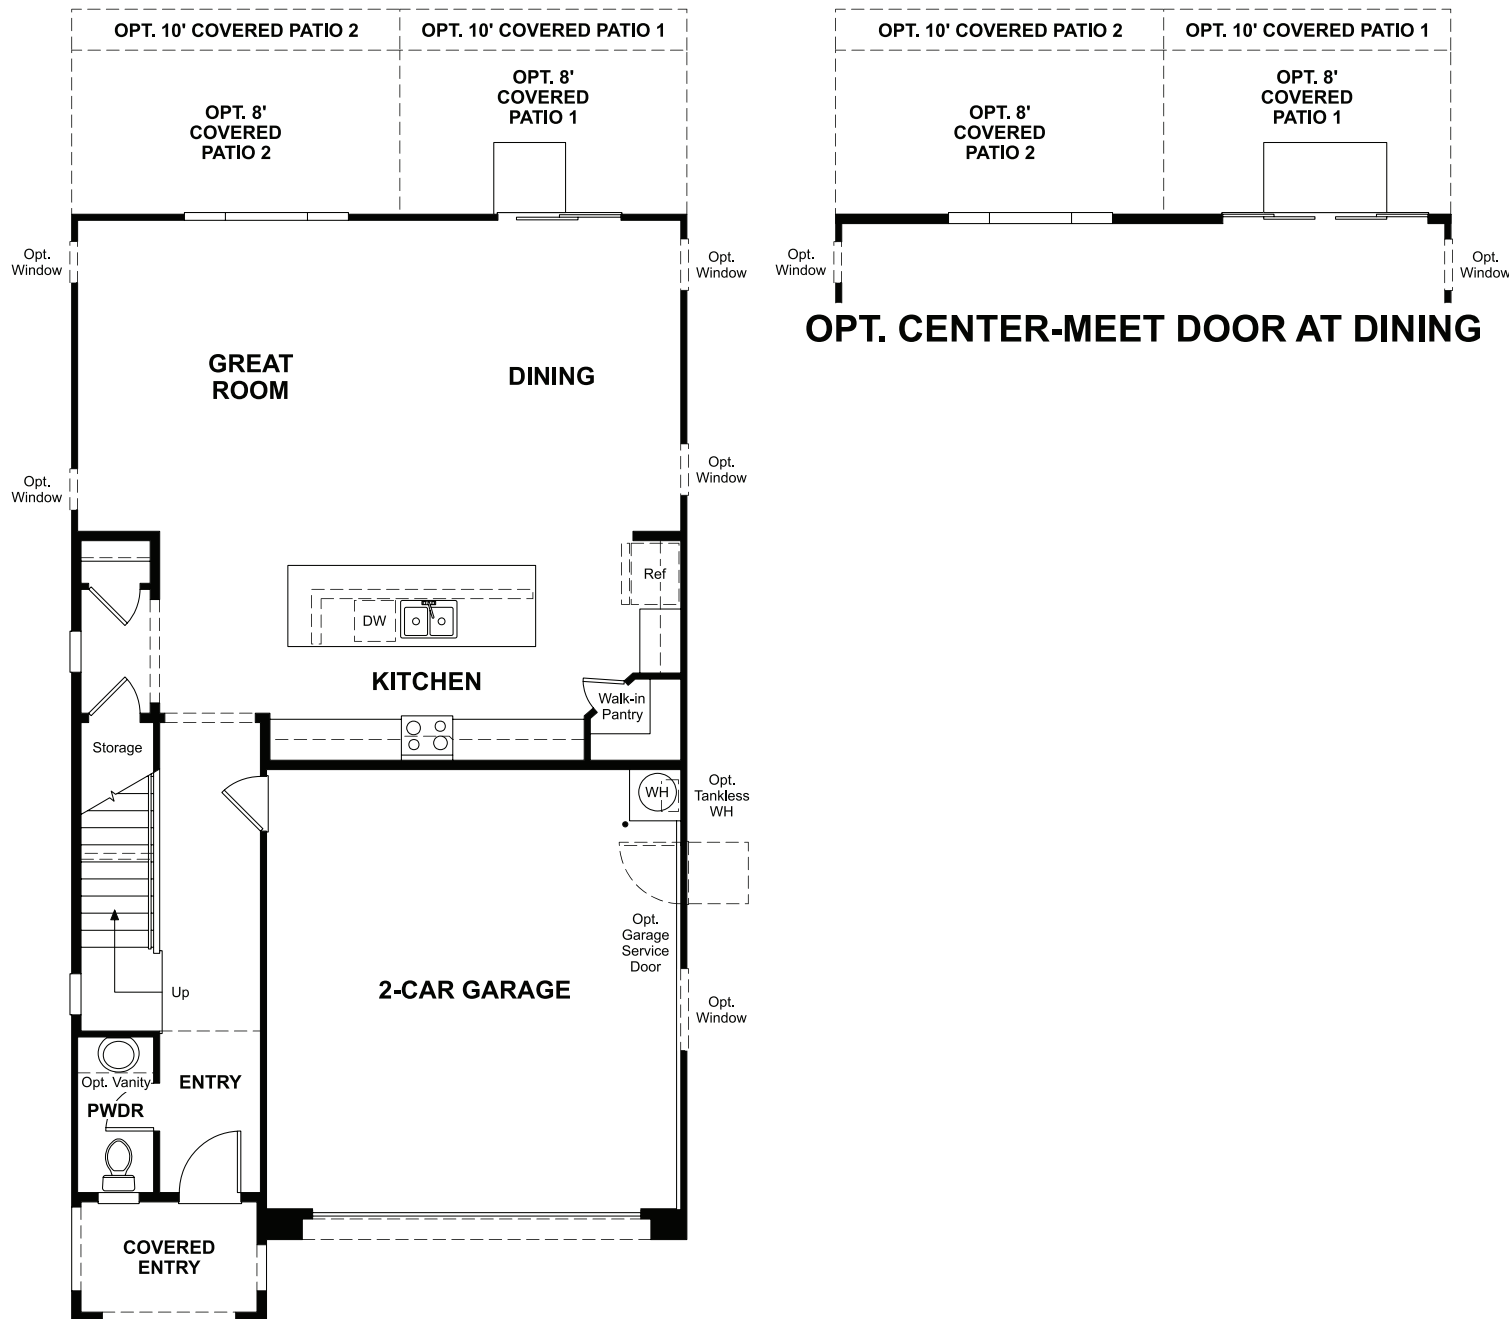 OPT. 10' COVERED PATIO 2
OPT. 10' COVERED PATIO 1
OPT. 8'
COVERED
PATIO 2
OPT. 8'
COVERED
PATIO 1
Opt.
Window
Opt.
Window
GREAT
ROOM
DINING
Opt.
Window
Opt.
Window
Ref
DW
KITCHEN
Walk-in
Pantry
Storage
WH
Opt.
Tankless
WH
Opt.
Garage
Service
Door
2-CAR GARAGE
Up
Opt.
Window
Opt. Vanity
ENTRY
PWDR
COVERED
ENTRY
OPT. 10' COVERED PATIO 2
OPT. 10' COVERED PATIO 1
OPT. 8'
COVERED
PATIO 2
OPT. 8'
COVERED
PATIO 1
Opt.
Window
Opt.
Window
OPT. CENTER-MEET DOOR AT DINING